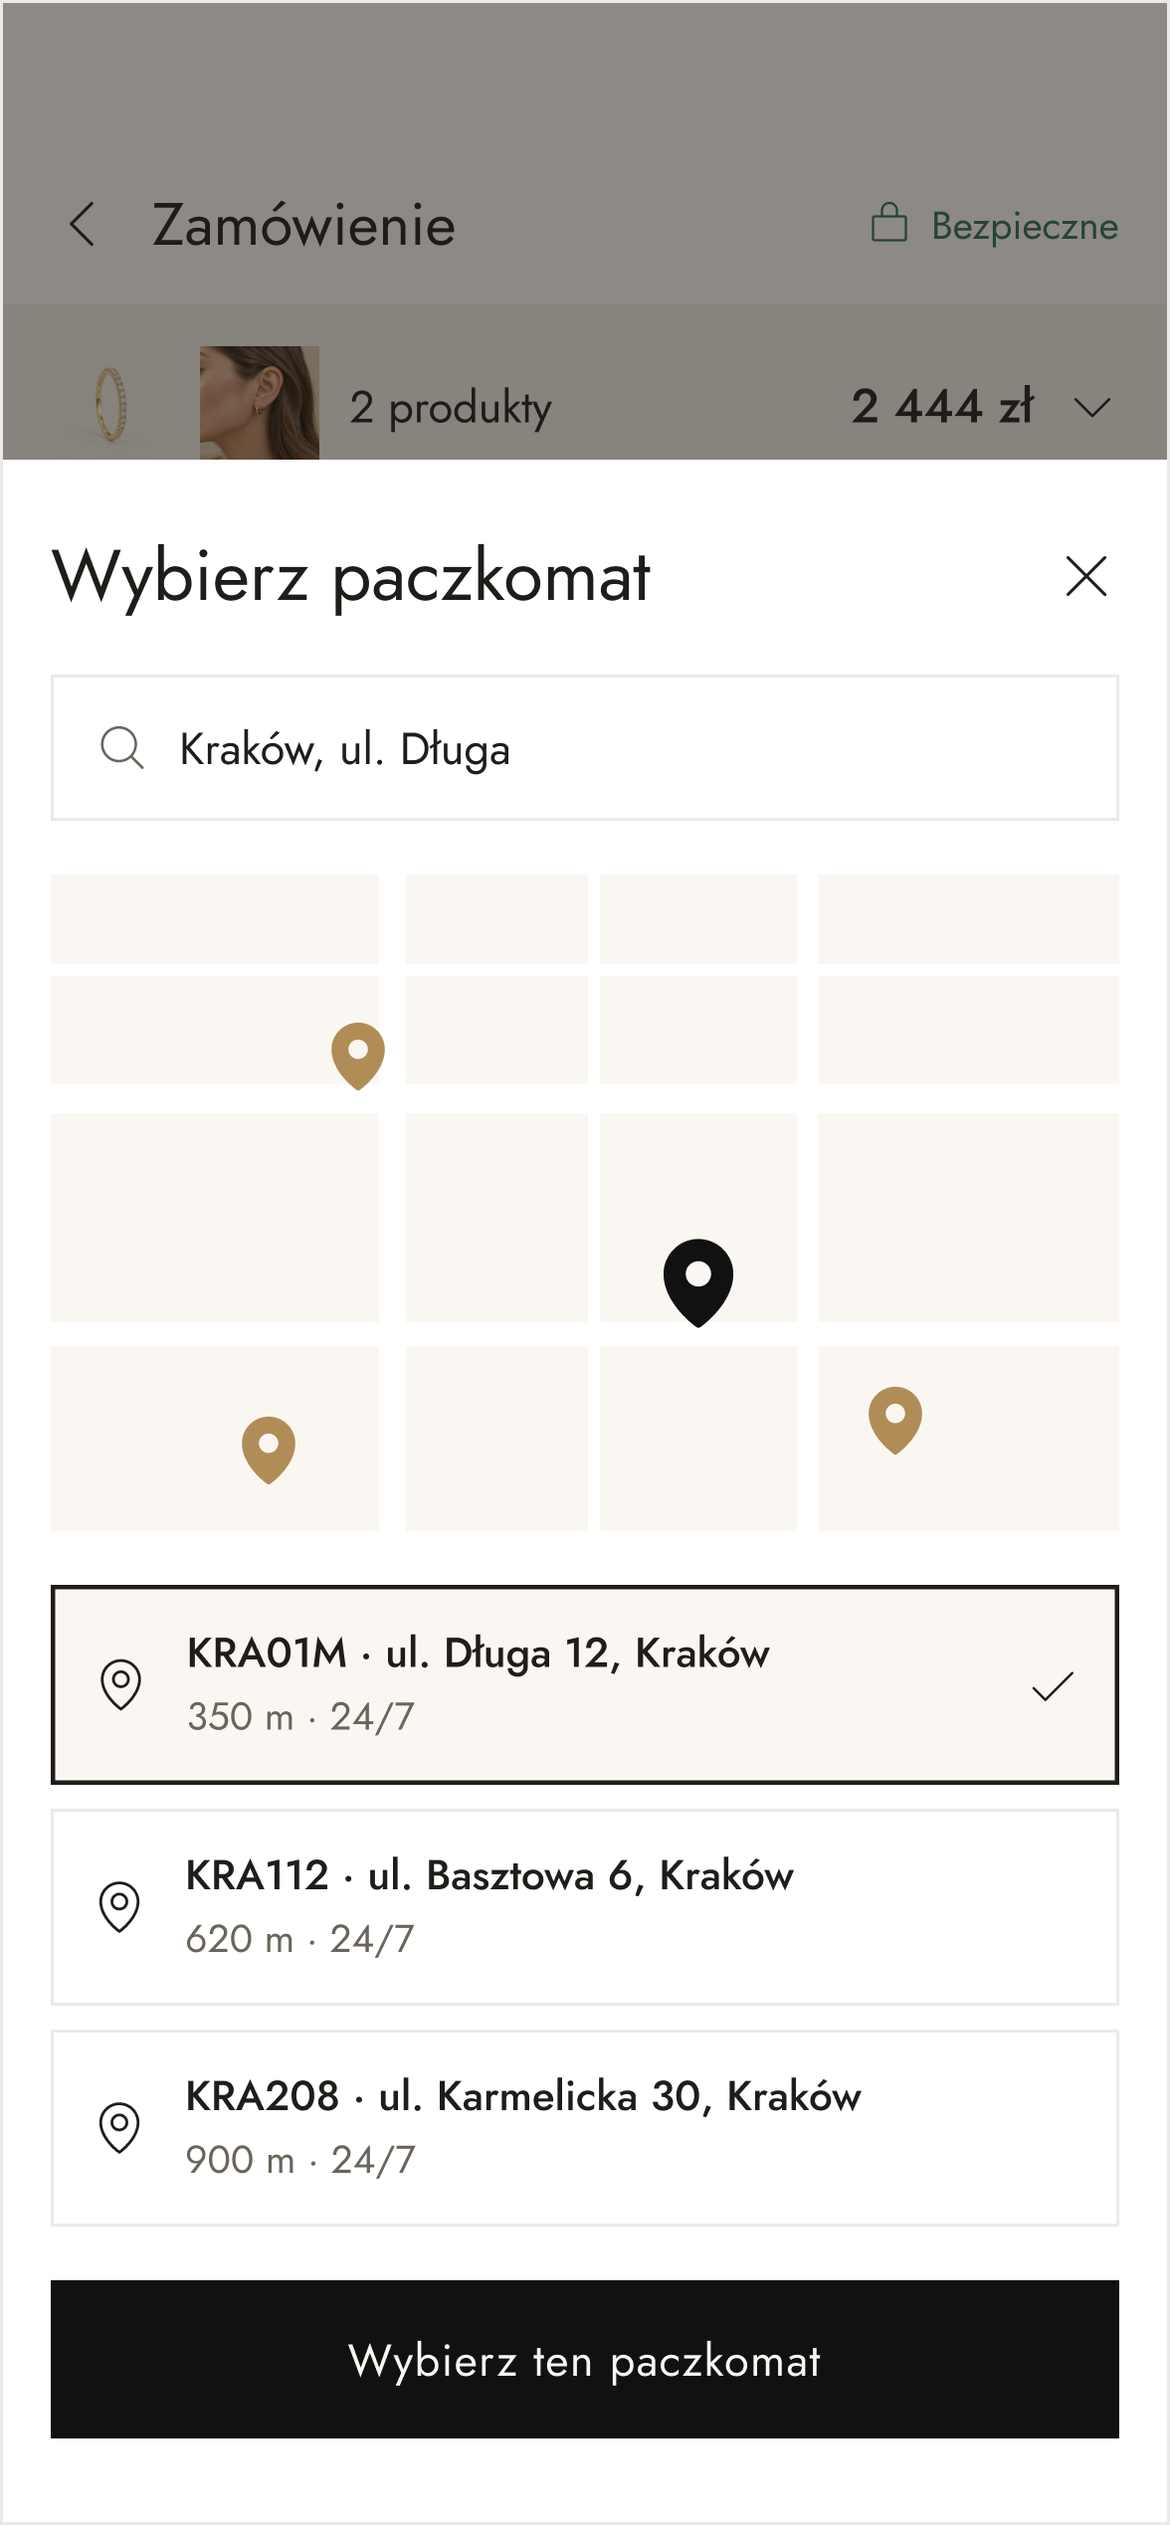 Zamówienie
Bezpieczne
2 produkty
2 444 zł
Wybierz paczkomat
Kraków, ul. Długa
KRA01M · ul. Długa 12, Kraków
350 m · 24/7
KRA112 · ul. Basztowa 6, Kraków
620 m · 24/7
KRA208 · ul. Karmelicka 30, Kraków
900 m · 24/7
Wybierz ten paczkomat